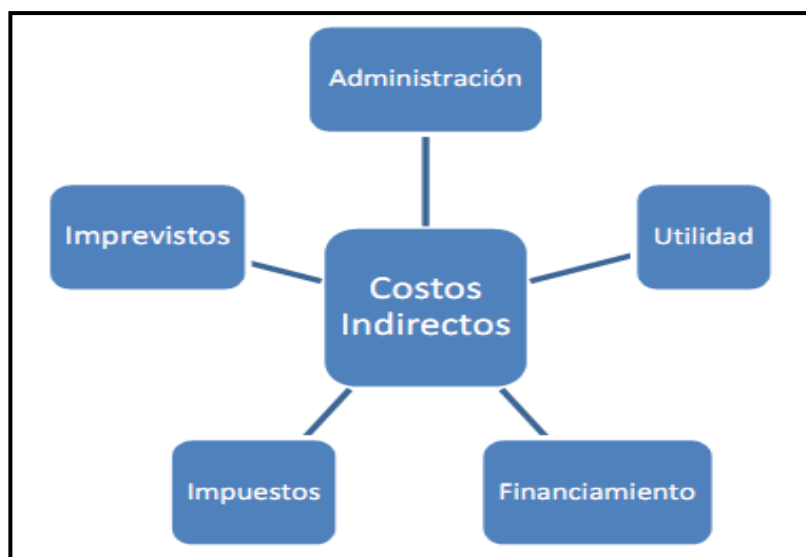 Administración
Imprevistos
Utilidad
Costos
Indirectos
Impuestos
Financiamiento